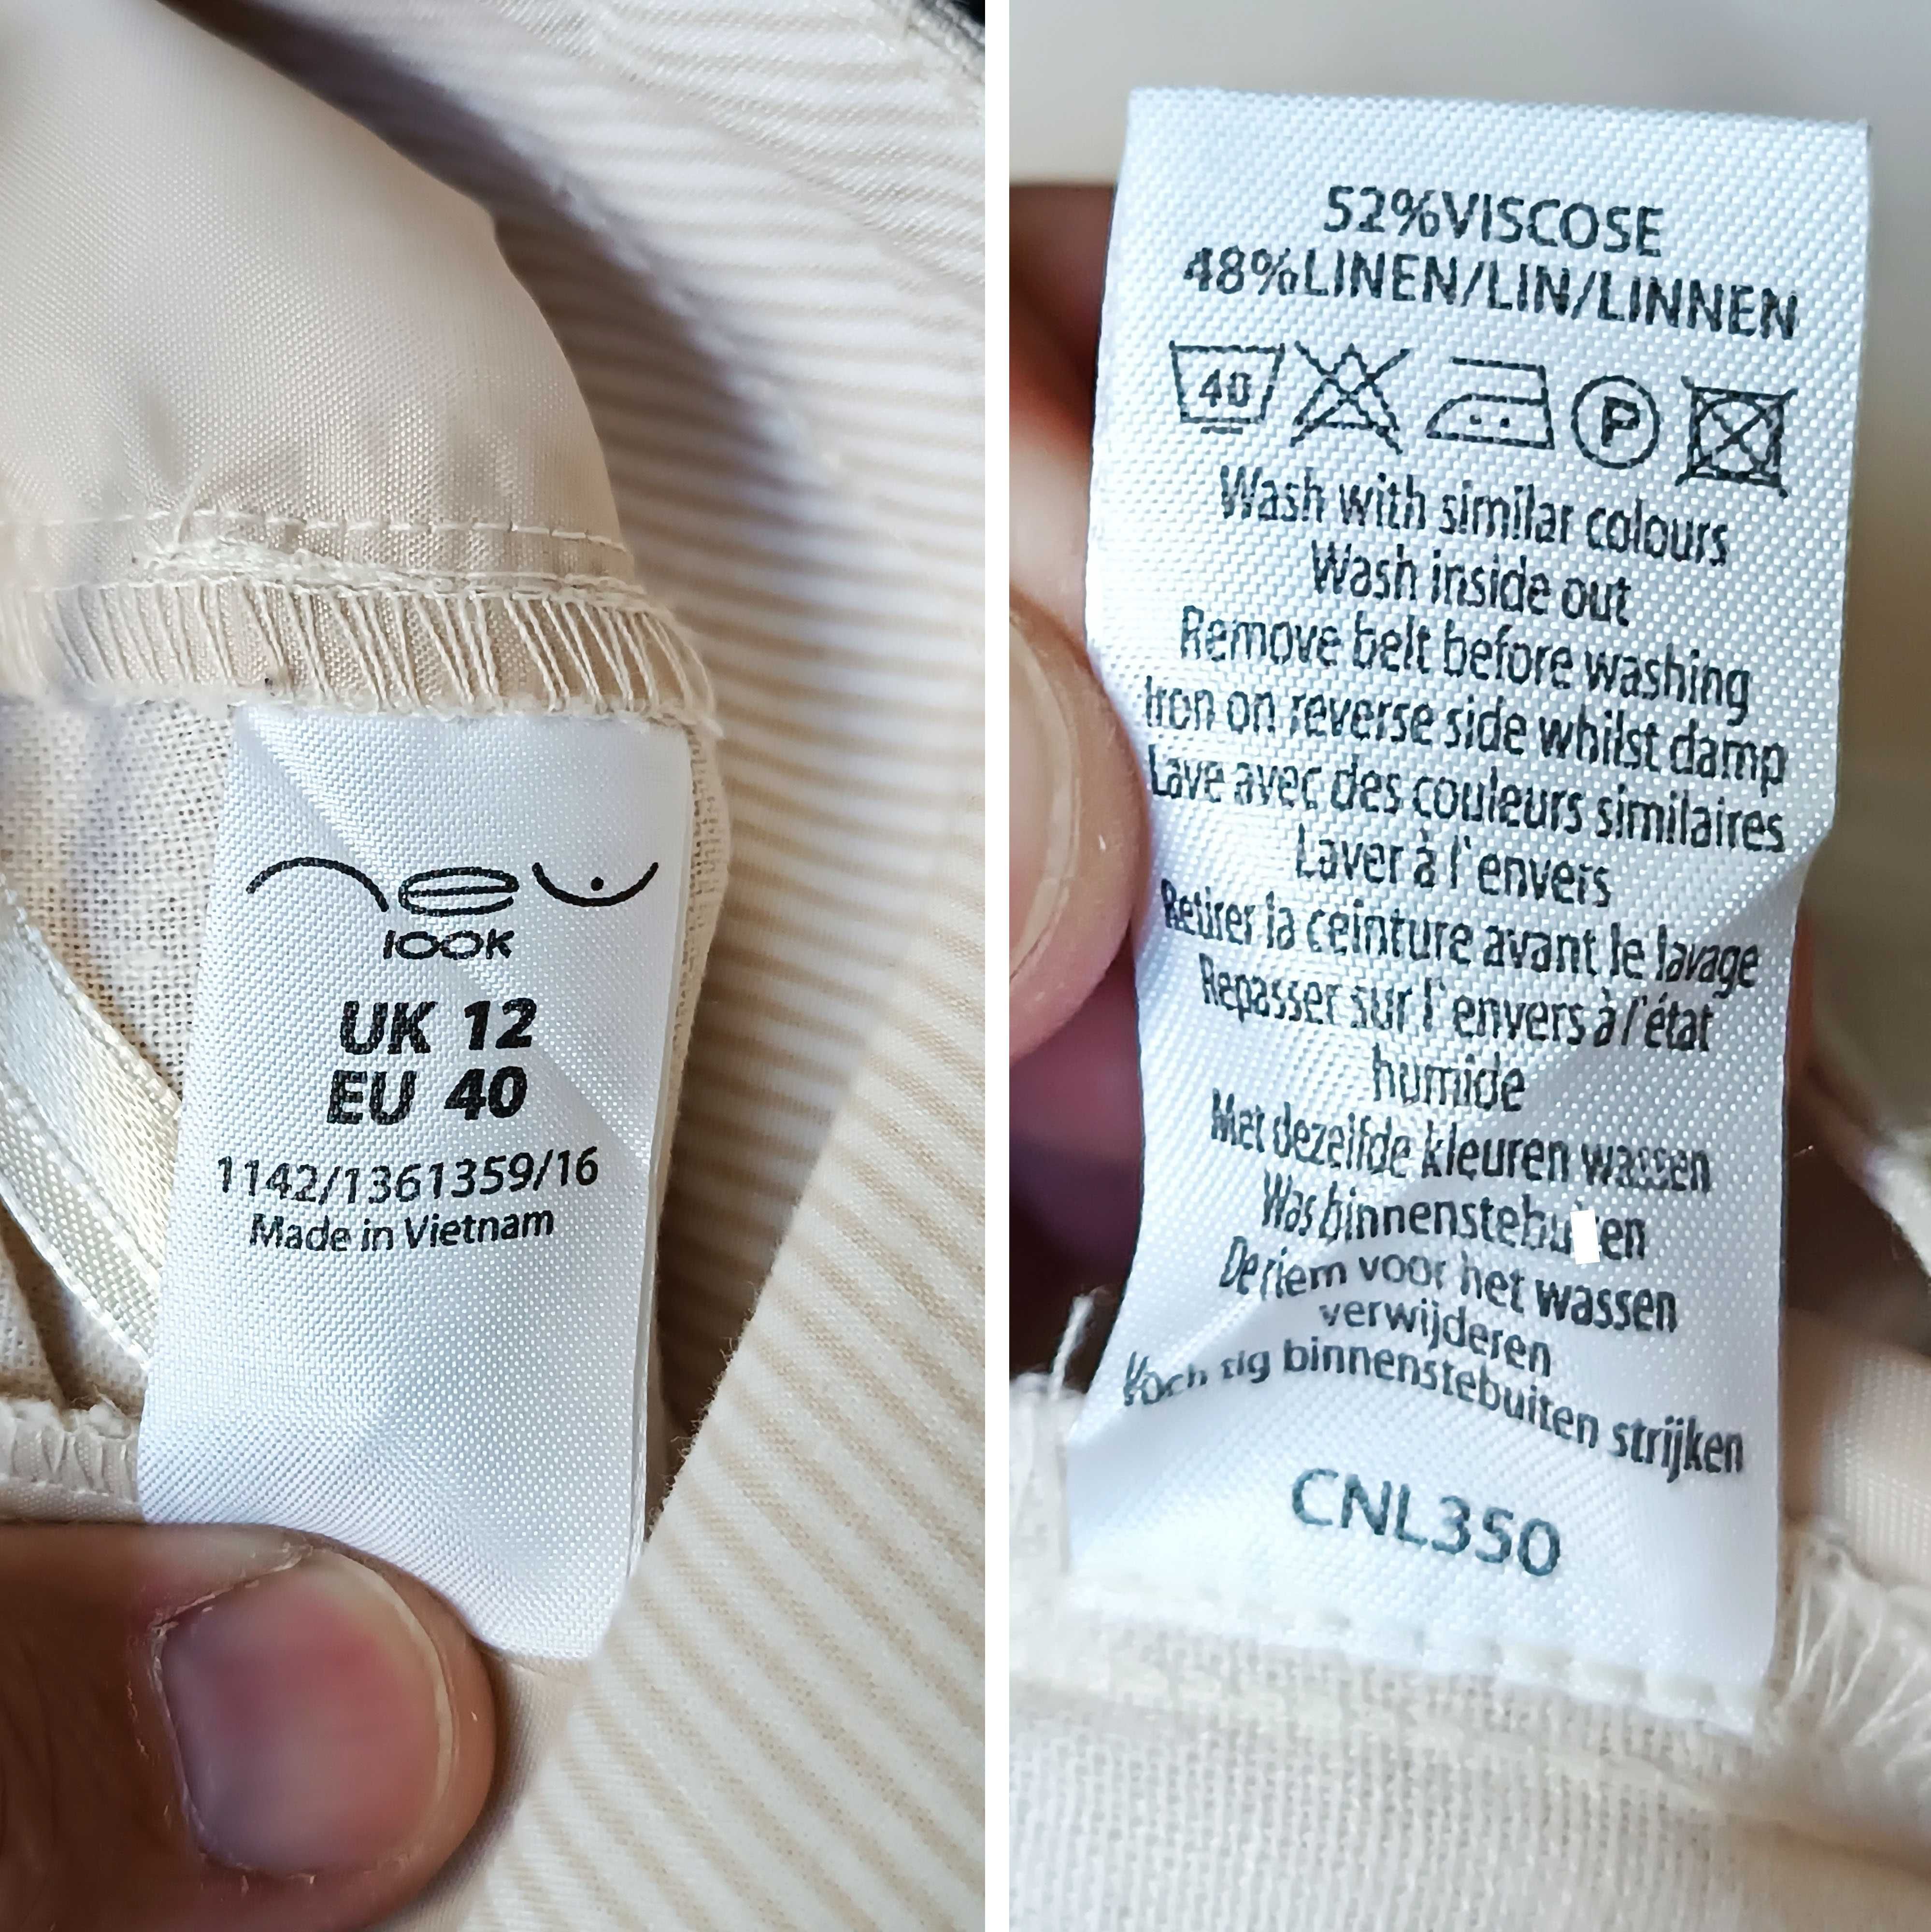 new
look
UK 12
EU 40
1142/1361359/16
Made in Vietnam
52%VISCOSE
48%LINEN/LIN/LINNEN
40
P
Wash with similar colours
Wash inside out
Remove belt before washing
Iron on reverse side whilst damp
Lave avec des couleurs similaires
Laver à l'envers
Retirer la ceinture avant le lavage
Repasser sur l'envers à l'état
humide
Met dezelfde kleuren wassen
Was
De riem voor het wassen
verwijderen
binnenstebuiten strijken
CNL350